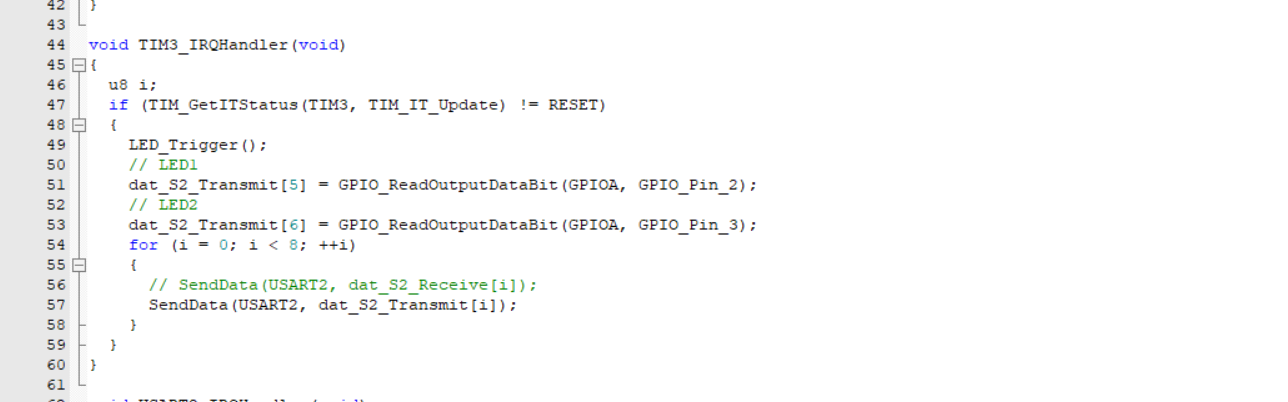 42 }
43
44 void TIM3_IRQHandler(void)
45 {
46 u8 i;
47 if (TIM_GetITStatus(TIM3, TIM_IT_Update) != RESET)
48 {
49 LED_Trigger();
50 // LED1
51 dat_S2_Transmit[5] = GPIO_ReadOutputDataBit(GPIOA, GPIO_Pin_2);
52 // LED2
53 dat_S2_Transmit[6] = GPIO_ReadOutputDataBit(GPIOA, GPIO_Pin_3);
54 for (i = 0; i < 8; ++i)
55 {
56 // SendData(USART2, dat_S2_Receive[i]);
57 SendData(USART2, dat_S2_Transmit[i]);
58 }
59 }
60 }
61